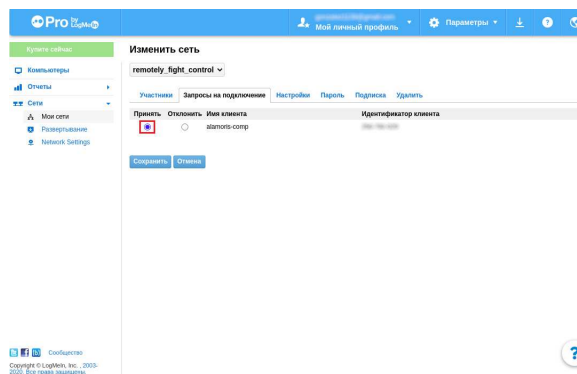 Pro by LogMeIn
Мой личный профиль
Параметры
?
Купите сейчас
Изменить сеть
remotely_fight_control
Компьютеры
Отчеты
Сети
Мои сети
Развертывание
Network Settings
Участники Запросы на подключение Настройки Пароль Подписка Удалить
Принять Отклонить Имя клиента Идентификатор клиента
alamoris-comp
Сохранить Отмена
Сообщество
Copyright © LogMeIn, Inc. , 2003-
2020. Все права защищены.
?